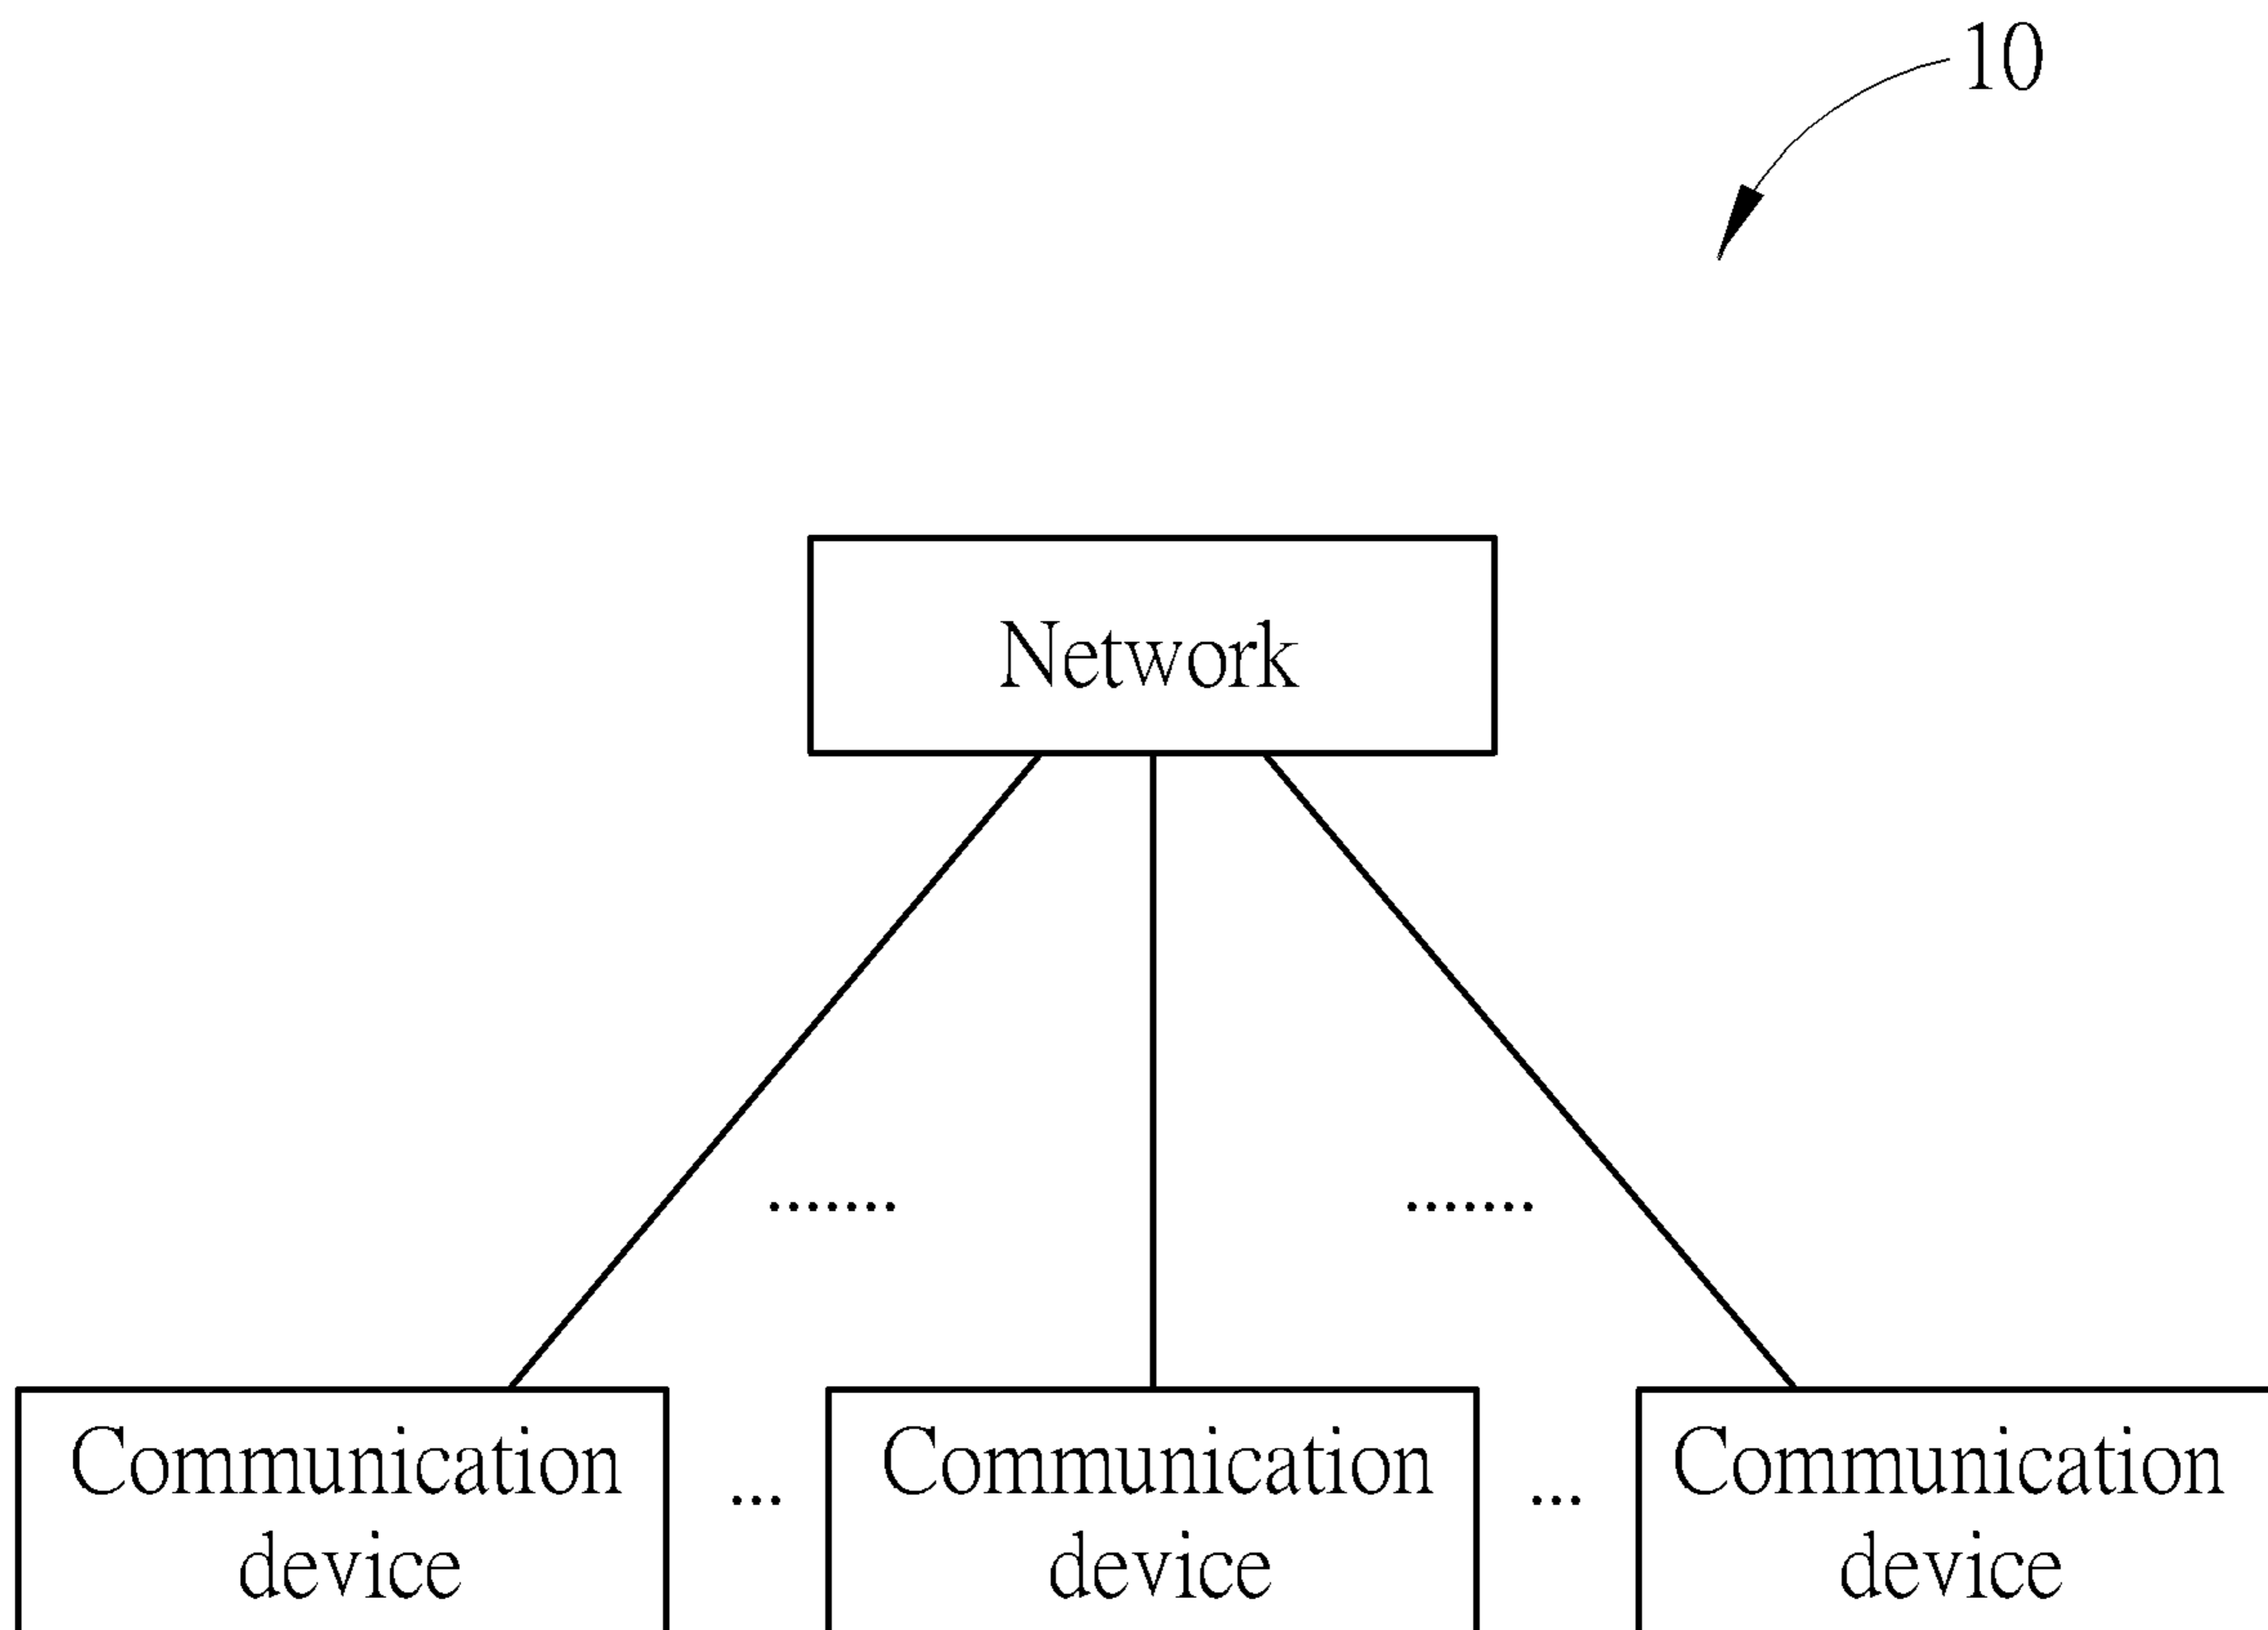 10
Network
.......
.......
Communication
device
...
Communication
device
...
Communication
device